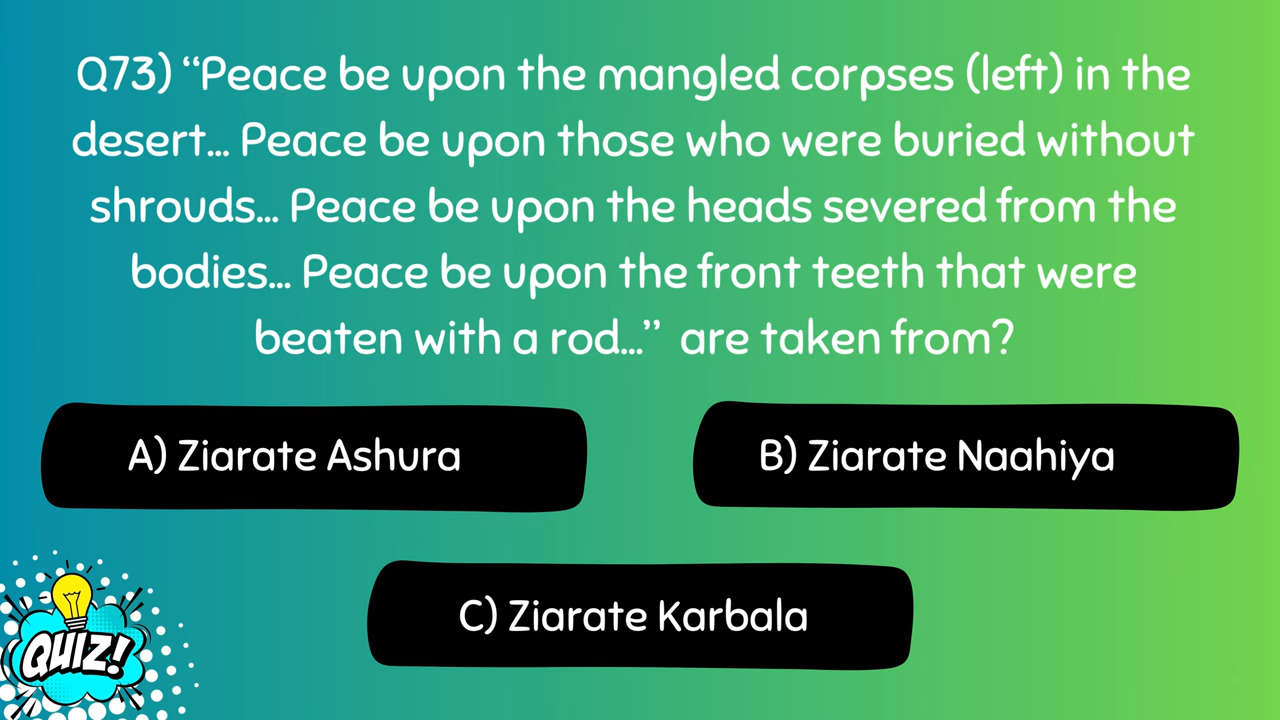 Q73) “Peace be upon the mangled corpses (left) in the
desert... Peace be upon those who were buried without
shrouds... Peace be upon the heads severed from the
bodies... Peace be upon the front teeth that were
beaten with a rod...” are taken from?
A) Ziarate Ashura
B) Ziarate Naahiya
C) Ziarate Karbala
QUIZ!